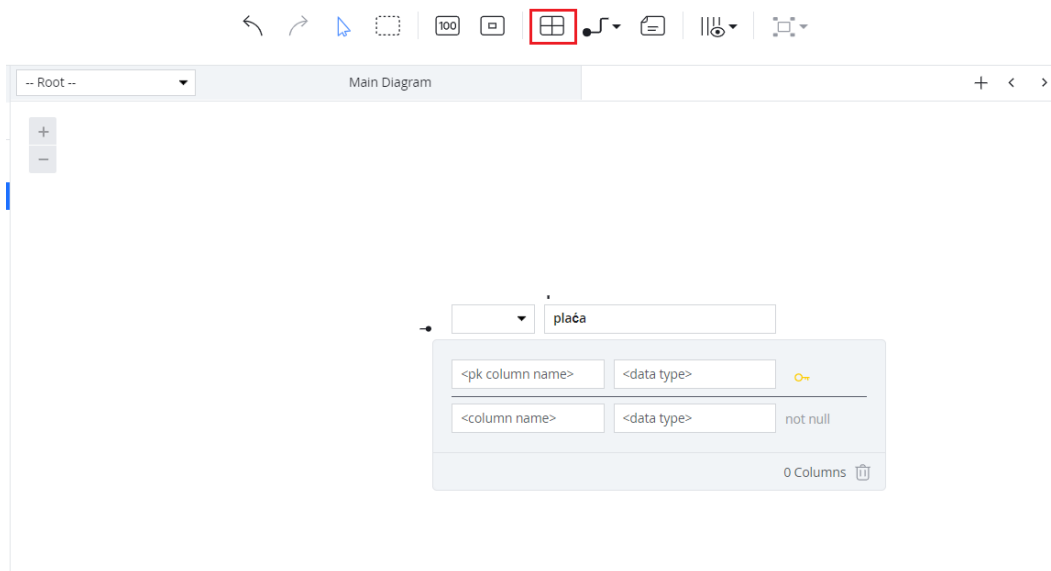 100
-- Root --
Main Diagram
plaća
<pk column name> <data type>
<column name> <data type> not null
0 Columns